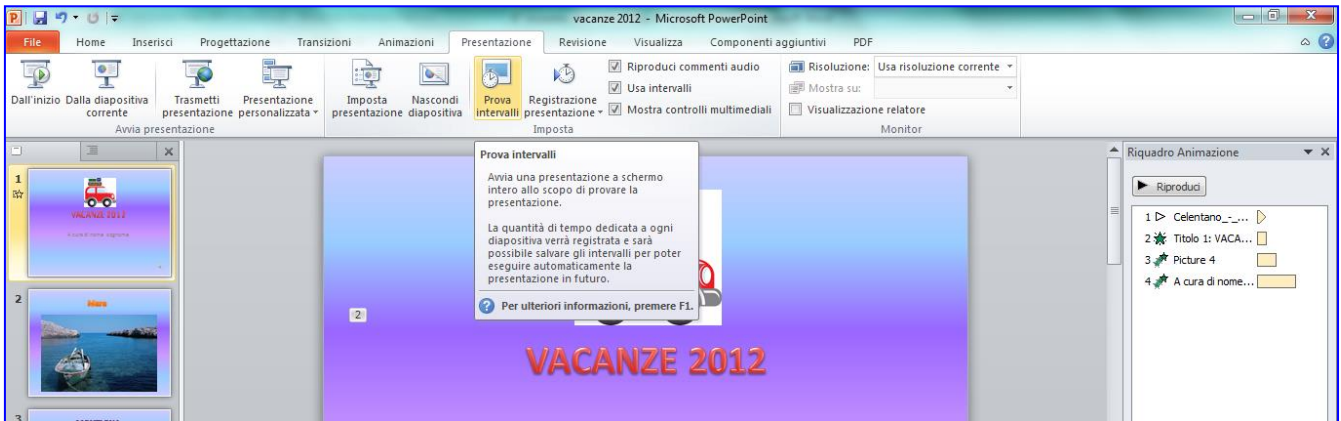 vacanze 2012 - Microsoft PowerPoint
File Home Inserisci Progettazione Transizioni Animazioni Presentazione Revisione Visualizza Componenti aggiuntivi PDF
Dall'inizio
Dalla diapositiva
corrente
Trasmetti
presentazione
Presentazione
personalizzata
Avvia presentazione
Imposta
presentazione
Nascondi
diapositiva
Prova
intervalli
Registrazione
presentazione
Riproduci commenti audio
Usa intervalli
Mostra controlli multimediali
Imposta
Risoluzione: Usa risoluzione corrente
Mostra su:
Visualizzazione relatore
Monitor
1
VACANZE 2012
2
Mare
3
Prova intervalli
Avvia una presentazione a schermo
intero allo scopo di provare la
presentazione.
La quantità di tempo dedicata a ogni
diapositiva verrà registrata e sarà
possibile salvare gli intervalli per poter
eseguire automaticamente la
presentazione in futuro.
Per ulteriori informazioni, premere F1.
2
VACANZE 2012
Riquadro Animazione
Riproduci
1 Celentano_-_...
2 Titolo 1: VACA...
3 Picture 4
4 A cura di nome...